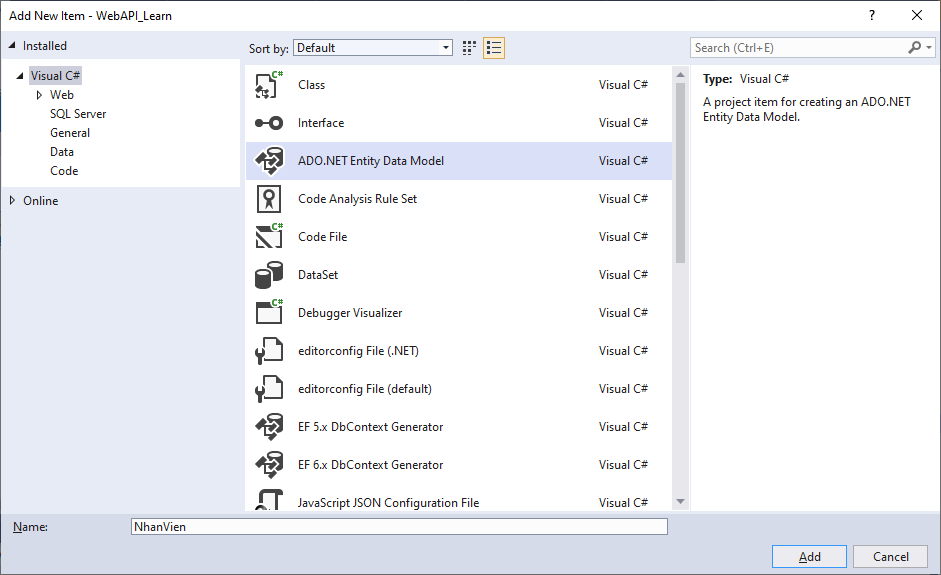 Add New Item - WebAPI_Learn
?
Installed
Sort by: Default
Search (Ctrl+E)
Visual C#
Web
SQL Server
General
Data
Code
Online
C# Class Visual C#
Interface Visual C#
ADO.NET Entity Data Model Visual C#
Code Analysis Rule Set Visual C#
C# Code File Visual C#
DataSet Visual C#
C# Debugger Visualizer Visual C#
editorconfig File (.NET) Visual C#
editorconfig File (default) Visual C#
EF 5.x DbContext Generator Visual C#
EF 6.x DbContext Generator Visual C#
JavaScript JSON Configuration File Visual C#
Type: Visual C#
A project item for creating an ADO.NET
Entity Data Model.
Name: NhanVien
Add Cancel